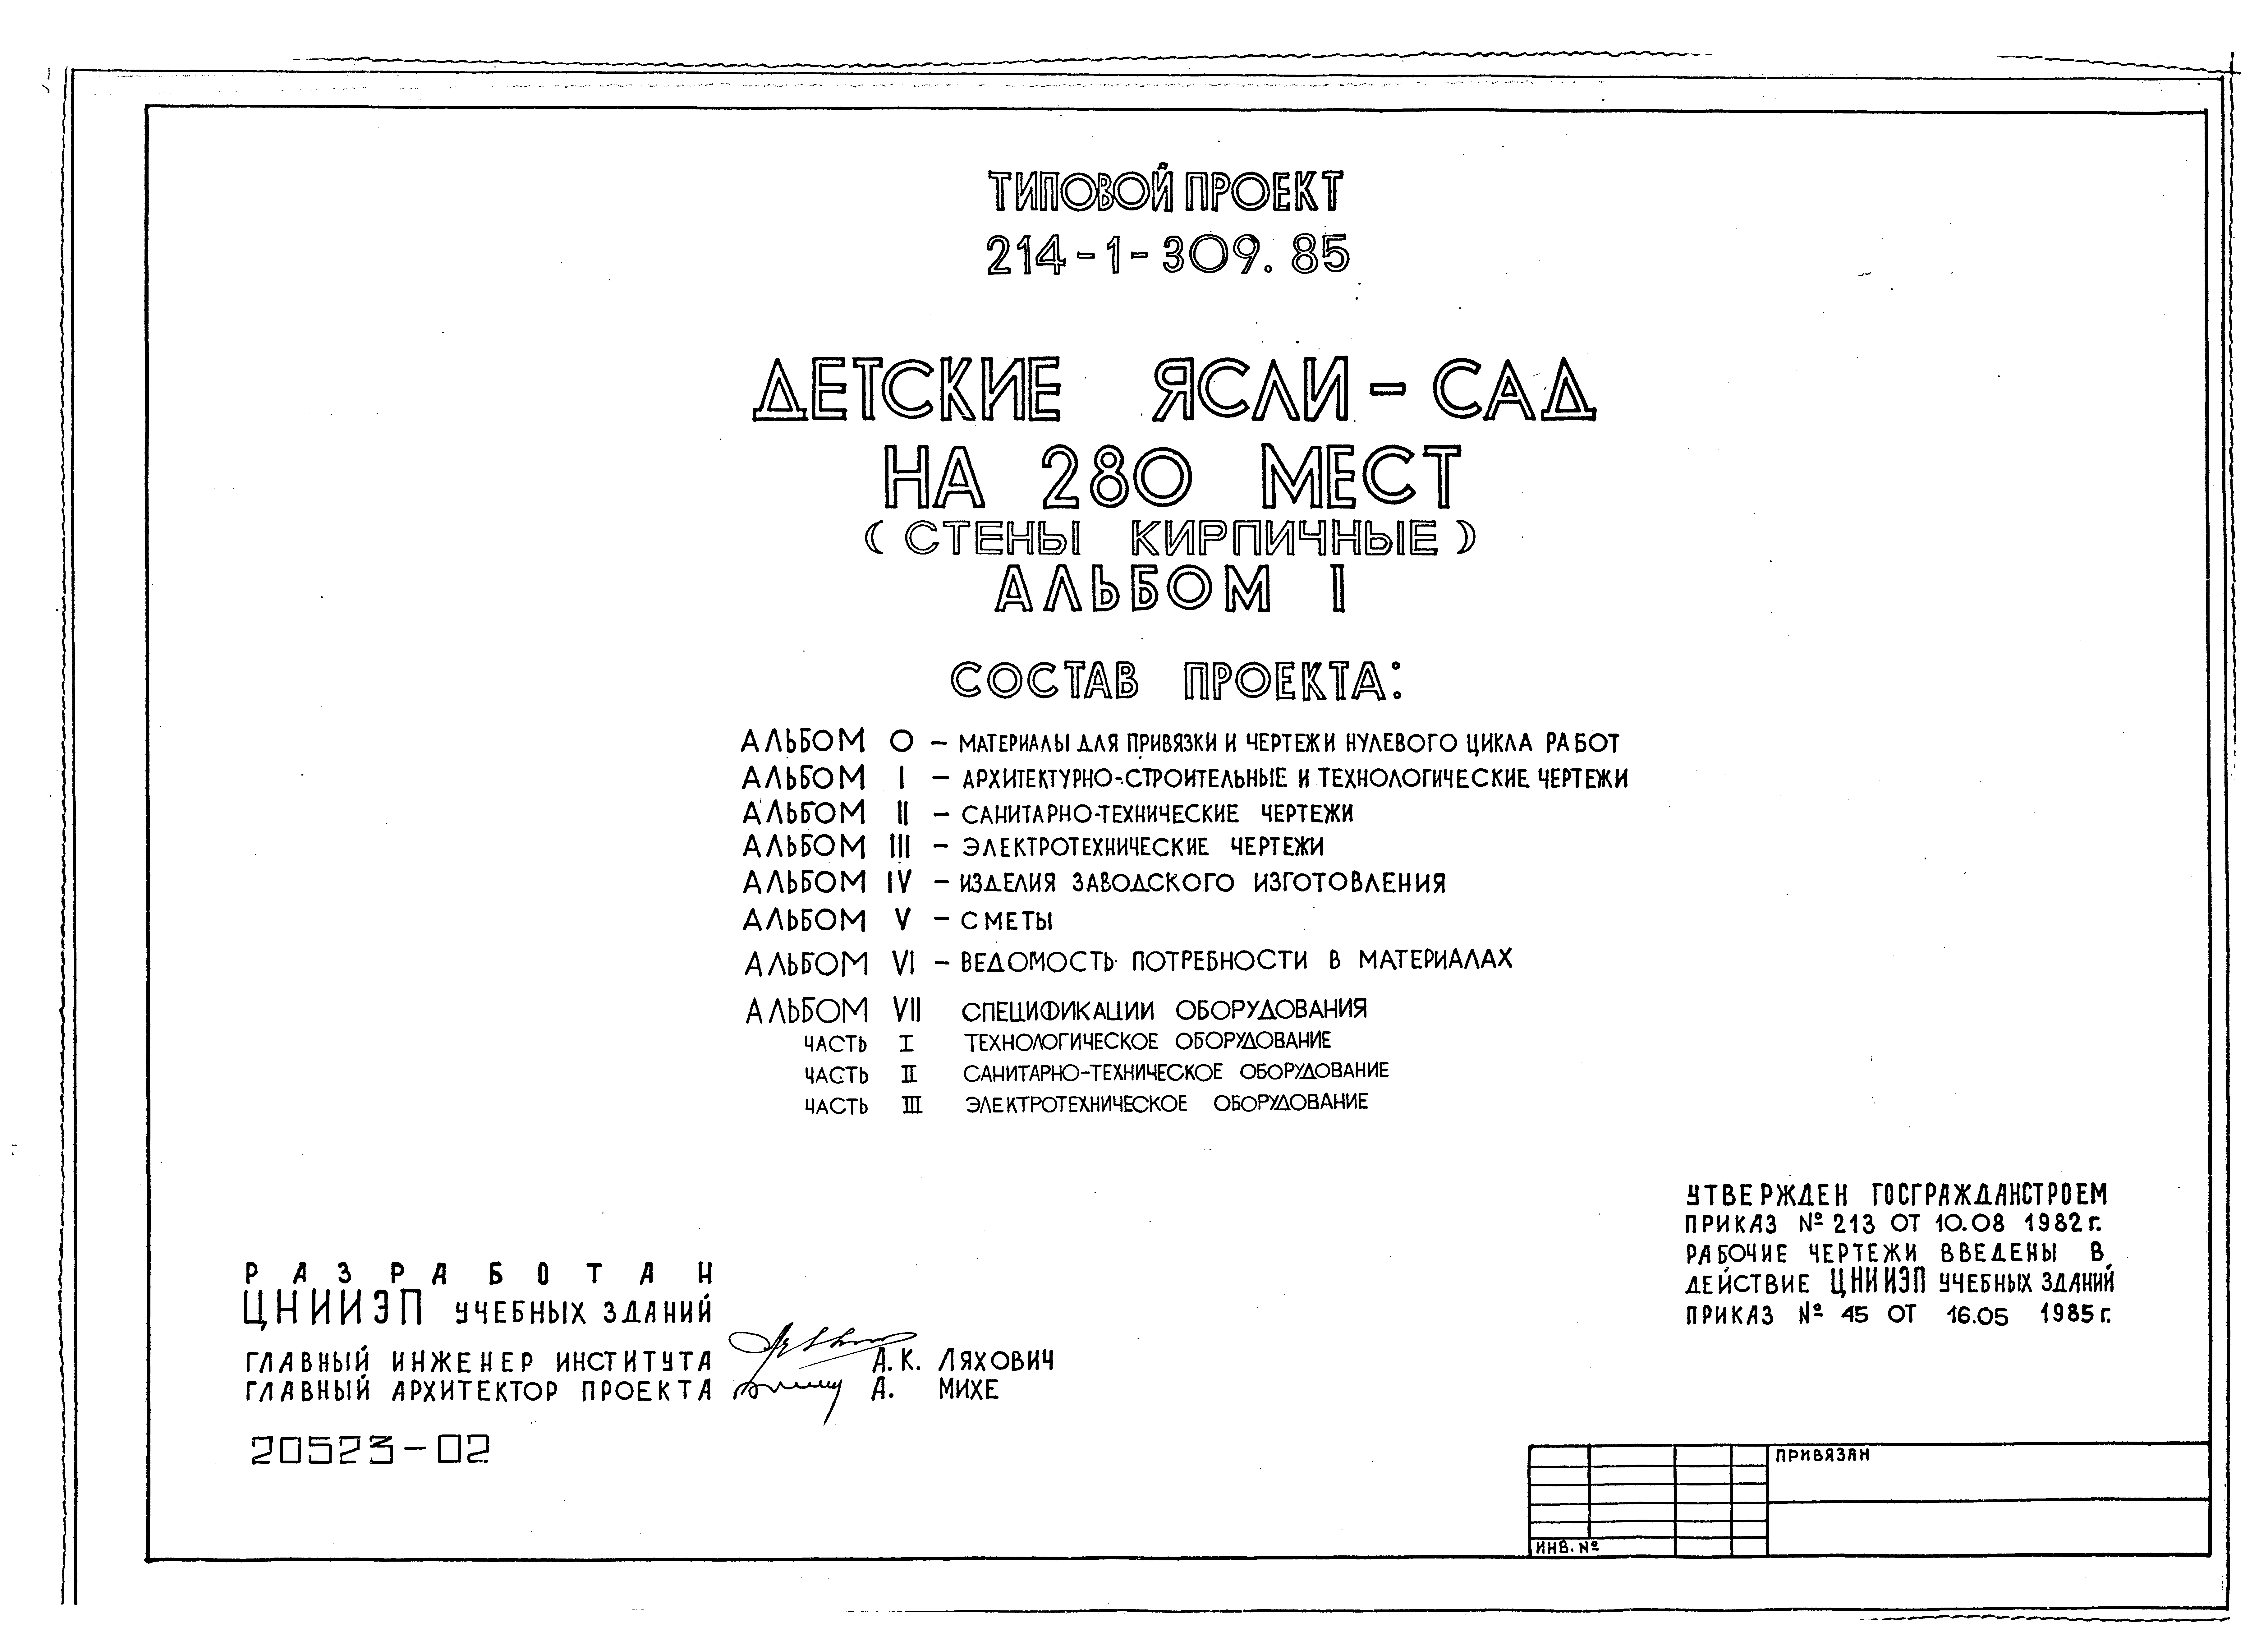 ТИПОВОЙ ПРОЕКТ
214-1-309.85
ДЕТСКИЕ ЯСЛИ-САД
НА 280 МЕСТ
(СТЕНЫ КИРПИЧНЫЕ)
АЛЬБОМ I
СОСТАВ ПРОЕКТА:
АЛЬБОМ 0 – МАТЕРИАЛЫ ДЛЯ ПРИВЯЗКИ И ЧЕРТЕЖИ НУЛЕВОГО ЦИКЛА РАБОТ
АЛЬБОМ I – АРХИТЕКТУРНО-СТРОИТЕЛЬНЫЕ И ТЕХНОЛОГИЧЕСКИЕ ЧЕРТЕЖИ
АЛЬБОМ II – САНИТАРНО-ТЕХНИЧЕСКИЕ ЧЕРТЕЖИ
АЛЬБОМ III – ЭЛЕКТРОТЕХНИЧЕСКИЕ ЧЕРТЕЖИ
АЛЬБОМ IV – ИЗДЕЛИЯ ЗАВОДСКОГО ИЗГОТОВЛЕНИЯ
АЛЬБОМ V – СМЕТЫ
АЛЬБОМ VI – ВЕДОМОСТЬ ПОТРЕБНОСТИ В МАТЕРИАЛАХ
АЛЬБОМ VII СПЕЦИФИКАЦИИ ОБОРУДОВАНИЯ
ЧАСТЬ I ТЕХНОЛОГИЧЕСКОЕ ОБОРУДОВАНИЕ
ЧАСТЬ II САНИТАРНО-ТЕХНИЧЕСКОЕ ОБОРУДОВАНИЕ
ЧАСТЬ III ЭЛЕКТРОТЕХНИЧЕСКОЕ ОБОРУДОВАНИЕ
УТВЕРЖДЕН ГОСГРАЖДАНСТРОЕМ
ПРИКАЗ № 213 ОТ 10.08 1982г.
РАБОЧИЕ ЧЕРТЕЖИ ВВЕДЕНЫ В
ДЕЙСТВИЕ ЦНИИЭП УЧЕБНЫХ ЗДАНИЙ
ПРИКАЗ № 45 ОТ 16.05 1985г.
РАЗРАБОТАН
ЦНИИЭП УЧЕБНЫХ ЗДАНИЙ
ГЛАВНЫЙ ИНЖЕНЕР ИНСТИТУТА А.К. ЛЯХОВИЧ
ГЛАВНЫЙ АРХИТЕКТОР ПРОЕКТА А. МИХЕ
20523-02
ПРИВЯЗАН
ИНВ. №